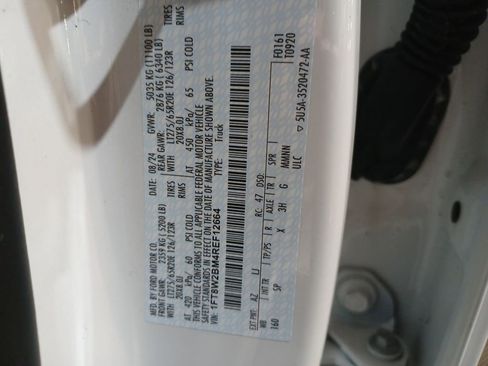 MFD. BY FORD MOTOR CO.
DATE: 08/24 GVWR: 5035 KG (11100 LB)
FRONT GAWR: 2359 KG (5200 LB) REAR GAWR: 2876 KG (6340 LB)
WITH LT275/65R20E 126/123R TIRES WITH LT275/65R20E 126/123R TIRES
20X8.0J RIMS 20X8.0J RIMS
AT 420 kPa/ 60 PSI COLD AT 450 kPa/ 65 PSI COLD
THIS VEHICLE CONFORMS TO ALL APPLICABLE FEDERAL MOTOR VEHICLE
SAFETY STANDARDS IN EFFECT ON THE DATE OF MANUFACTURE SHOWN ABOVE.
VIN: 1FT8W2BM4REF12664 TYPE: Truck
F0161
T0920
EXT PNT: AZ LJ RC: 47 DSO:
WB INT TR TP/PS R AXLE TR SPR
160 SP X 3H G AMMNN
ULC
5U5A-3520472-AA